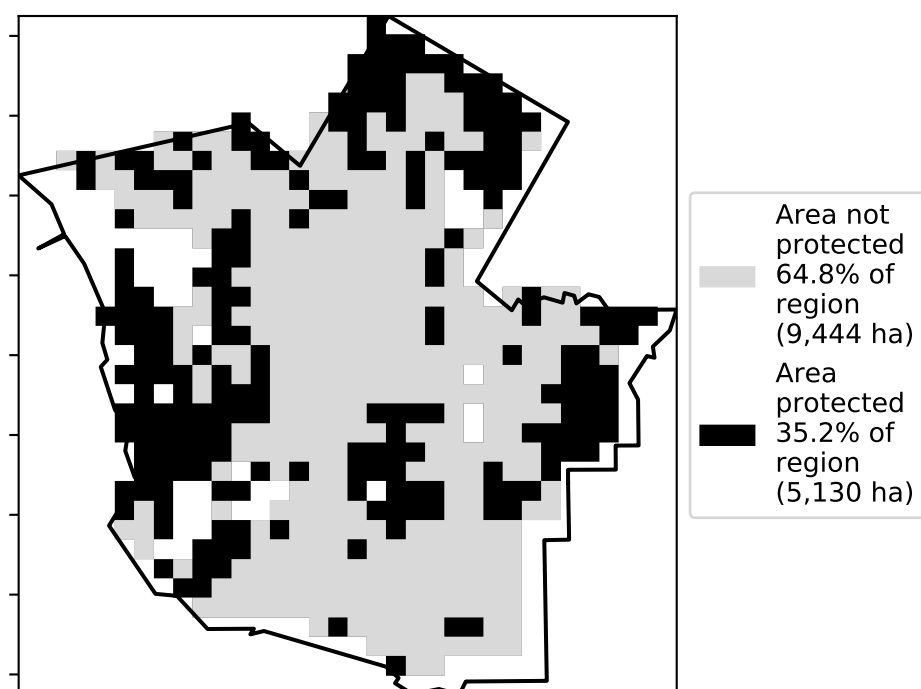 Area not
protected
64.8% of
region
(9,444 ha)
Area
protected
35.2% of
region
(5,130 ha)